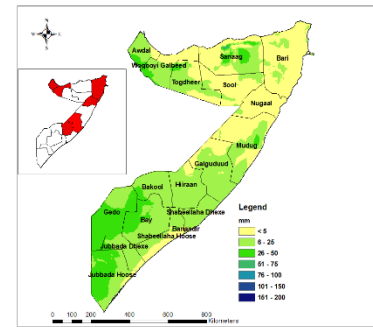 N
Awdal
Woqooyi Galbeed
Togdheer
Sanaag
Bari
Sool
Nugaal
Mudug
Galguduud
Hiiraan
Bakool
Gedo
Bay
Shabeellaha Dhexe
Banaadir
Shabeellaha Hoose
Jubbada Dhexe
Jubbada Hoose
Legend
mm
< 5
6 - 25
26 - 50
51 - 75
76 - 100
101 - 150
151 - 200
0 100 200 400 600 800
Kilometers